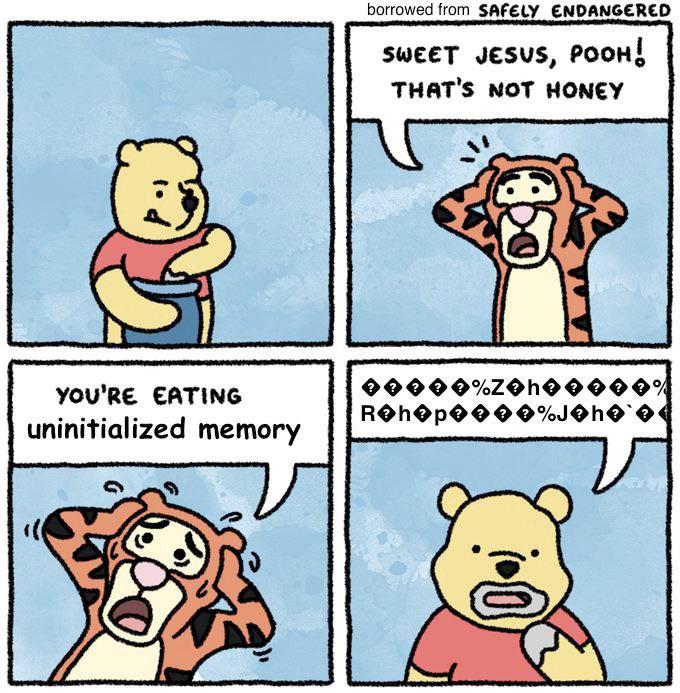 borrowed from SAFELY ENDANGERED
SWEET JESUS, POOH!
THAT'S NOT HONEY
YOU'RE EATING
uninitialized memory
�����%Z�h�����%
R�h�p����%J�h�`��